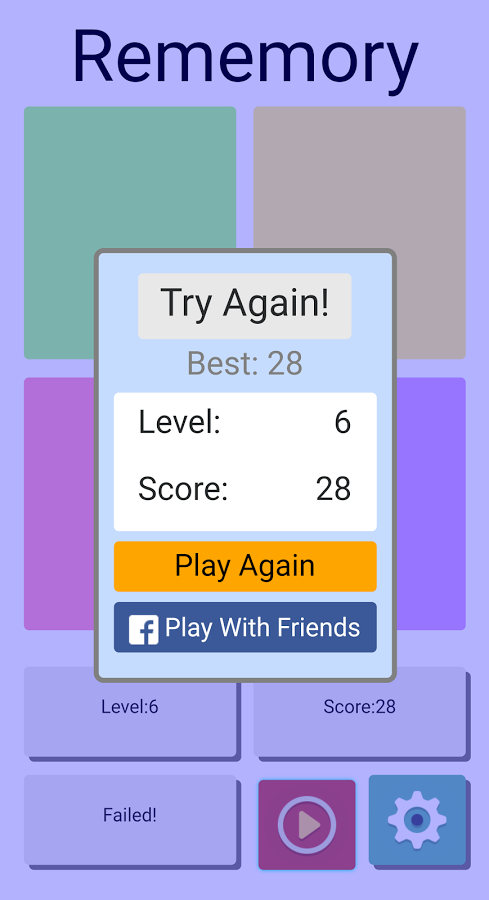 Rememory
Try Again!
Best: 28
Level: 6
Score: 28
Play Again
Play With Friends
Level:6 Score:28
Failed!